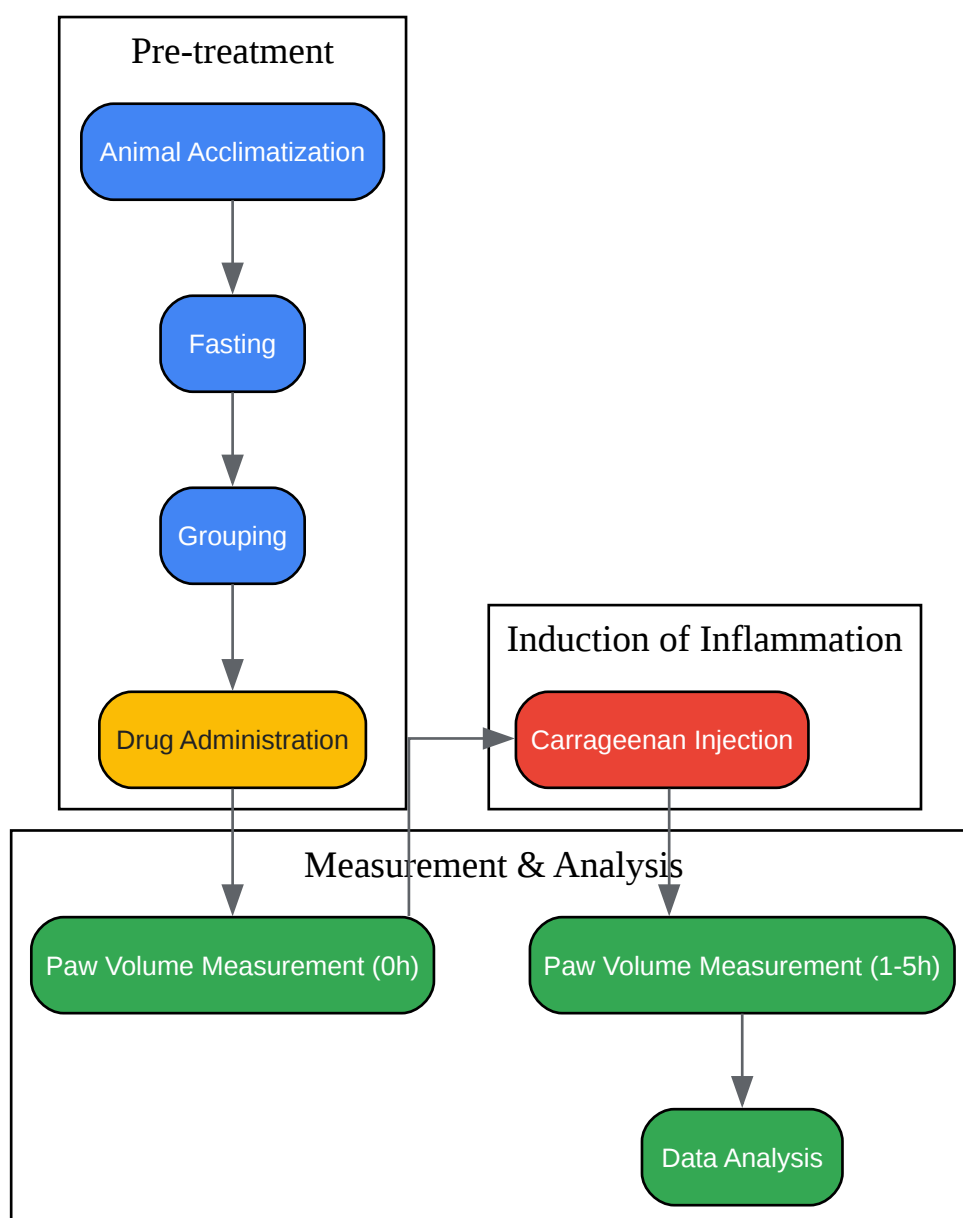 Pre-treatment
Animal Acclimatization
Fasting
Grouping
Drug Administration
Induction of Inflammation
Carrageenan Injection
Measurement & Analysis
Paw Volume Measurement (0h)
Paw Volume Measurement (1-5h)
Data Analysis